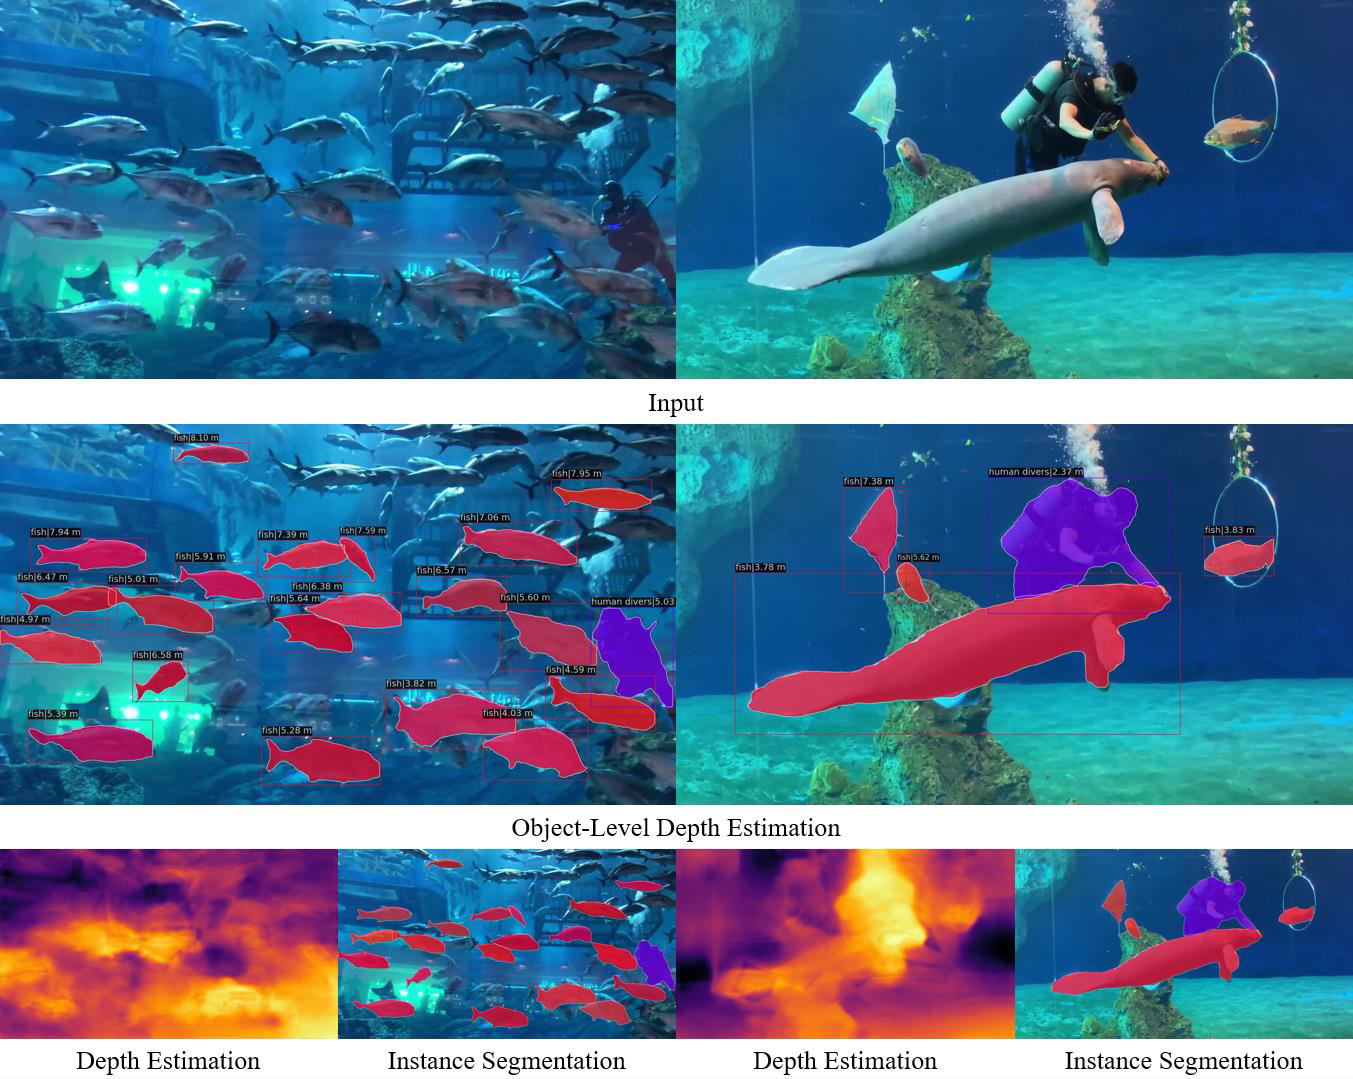 Input
fish|8.10 m
fish|7.95 m
fish|7.06 m
fish|7.94 m
fish|7.39 m
fish|7.59 m
fish|5.91 m
fish|6.47 m
fish|5.01 m
fish|6.38 m
fish|5.64 m
fish|6.57 m
fish|5.60 m
human divers|5.03
fish|4.97 m
fish|6.58 m
fish|4.59 m
fish|3.82 m
fish|4.03 m
fish|5.39 m
fish|5.28 m
human divers|2.37 m
fish|7.38 m
fish|3.83 m
fish|5.62 m
fish|3.78 m
Object-Level Depth Estimation
Depth Estimation
Instance Segmentation
Depth Estimation
Instance Segmentation